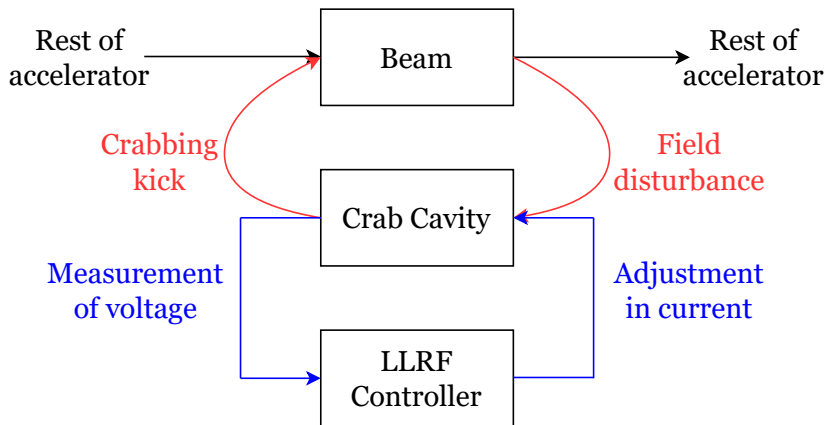 Rest of
accelerator
Beam
Rest of
accelerator
Crabbing
kick
Field
disturbance
Crab Cavity
Measurement
of voltage
Adjustment
in current
LLRF
Controller